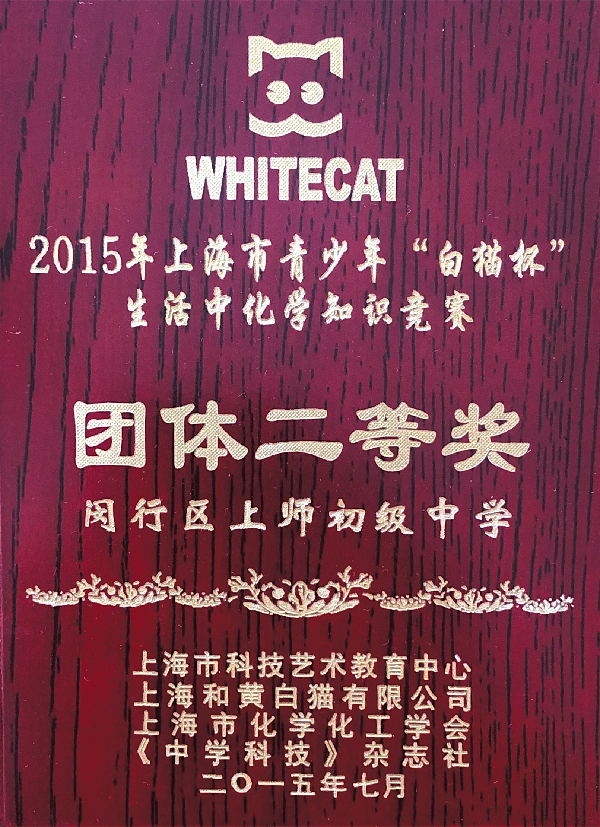 WHITECAT
2015年上海市青少年“白猫杯”
生活中化学知识竞赛
团体二等奖
闵行区上师初级中学
上海市科技艺术教育中心
上海和黄白猫有限公司
上海市化学化工学会
《中学科技》杂志社
二〇一五年七月